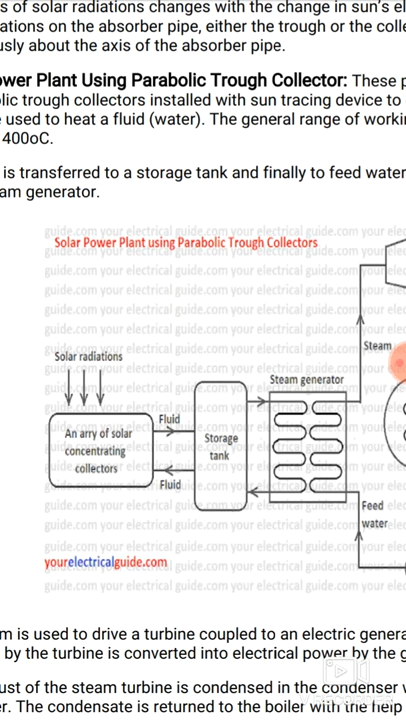 s of solar radiations changes with the change in sun's el
ations on the absorber pipe, either the trough or the colle
usly about the axis of the absorber pipe.
ower Plant Using Parabolic Trough Collector: These p
lic trough collectors installed with sun tracing device to
used to heat a fluid (water). The general range of workin
400oC.
is transferred to a storage tank and finally to feed water
am generator.
Solar Power Plant using Parabolic Trough Collectors
Steam
Solar radiations
Steam generator
Fluid
An arry of solar
concentrating
collectors
Storage
tank
Fluid
Feed
water
yourelectricalguide.com
m is used to drive a turbine coupled to an electric genera
by the turbine is converted into electrical power by the g
ust of the steam turbine is condensed in the condenser
er. The condensate is returned to the boiler with the help